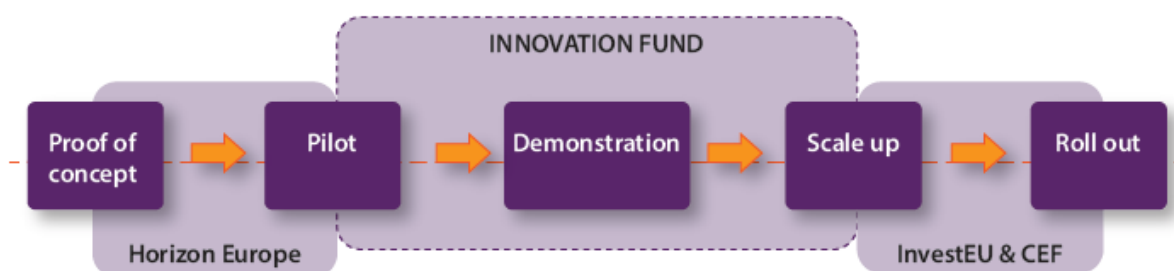 INNOVATION FUND
Proof of
concept
Pilot
Demonstration
Scale up
Roll out
Horizon Europe
InvestEU & CEF